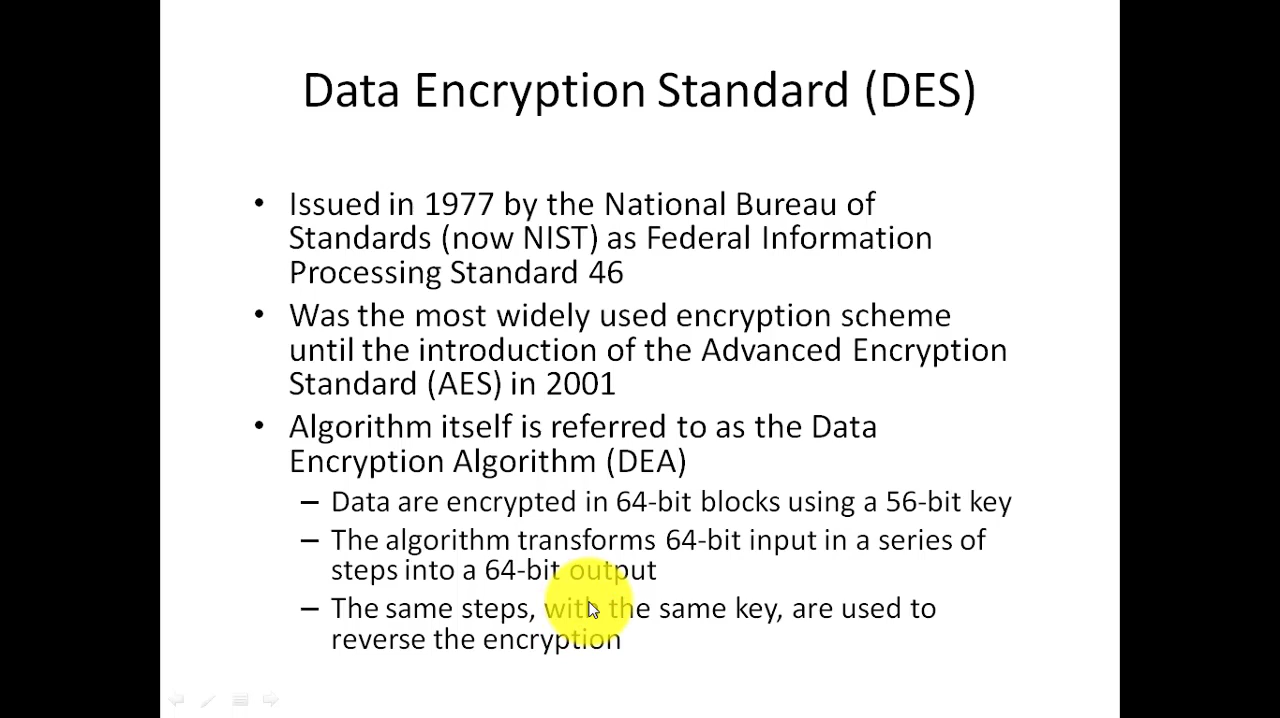 Data Encryption Standard (DES)
• Issued in 1977 by the National Bureau of
Standards (now NIST) as Federal Information
Processing Standard 46
• Was the most widely used encryption scheme
until the introduction of the Advanced Encryption
Standard (AES) in 2001
• Algorithm itself is referred to as the Data
Encryption Algorithm (DEA)
– Data are encrypted in 64-bit blocks using a 56-bit key
– The algorithm transforms 64-bit input in a series of
steps into a 64-bit output
– The same steps, with the same key, are used to
reverse the encryption